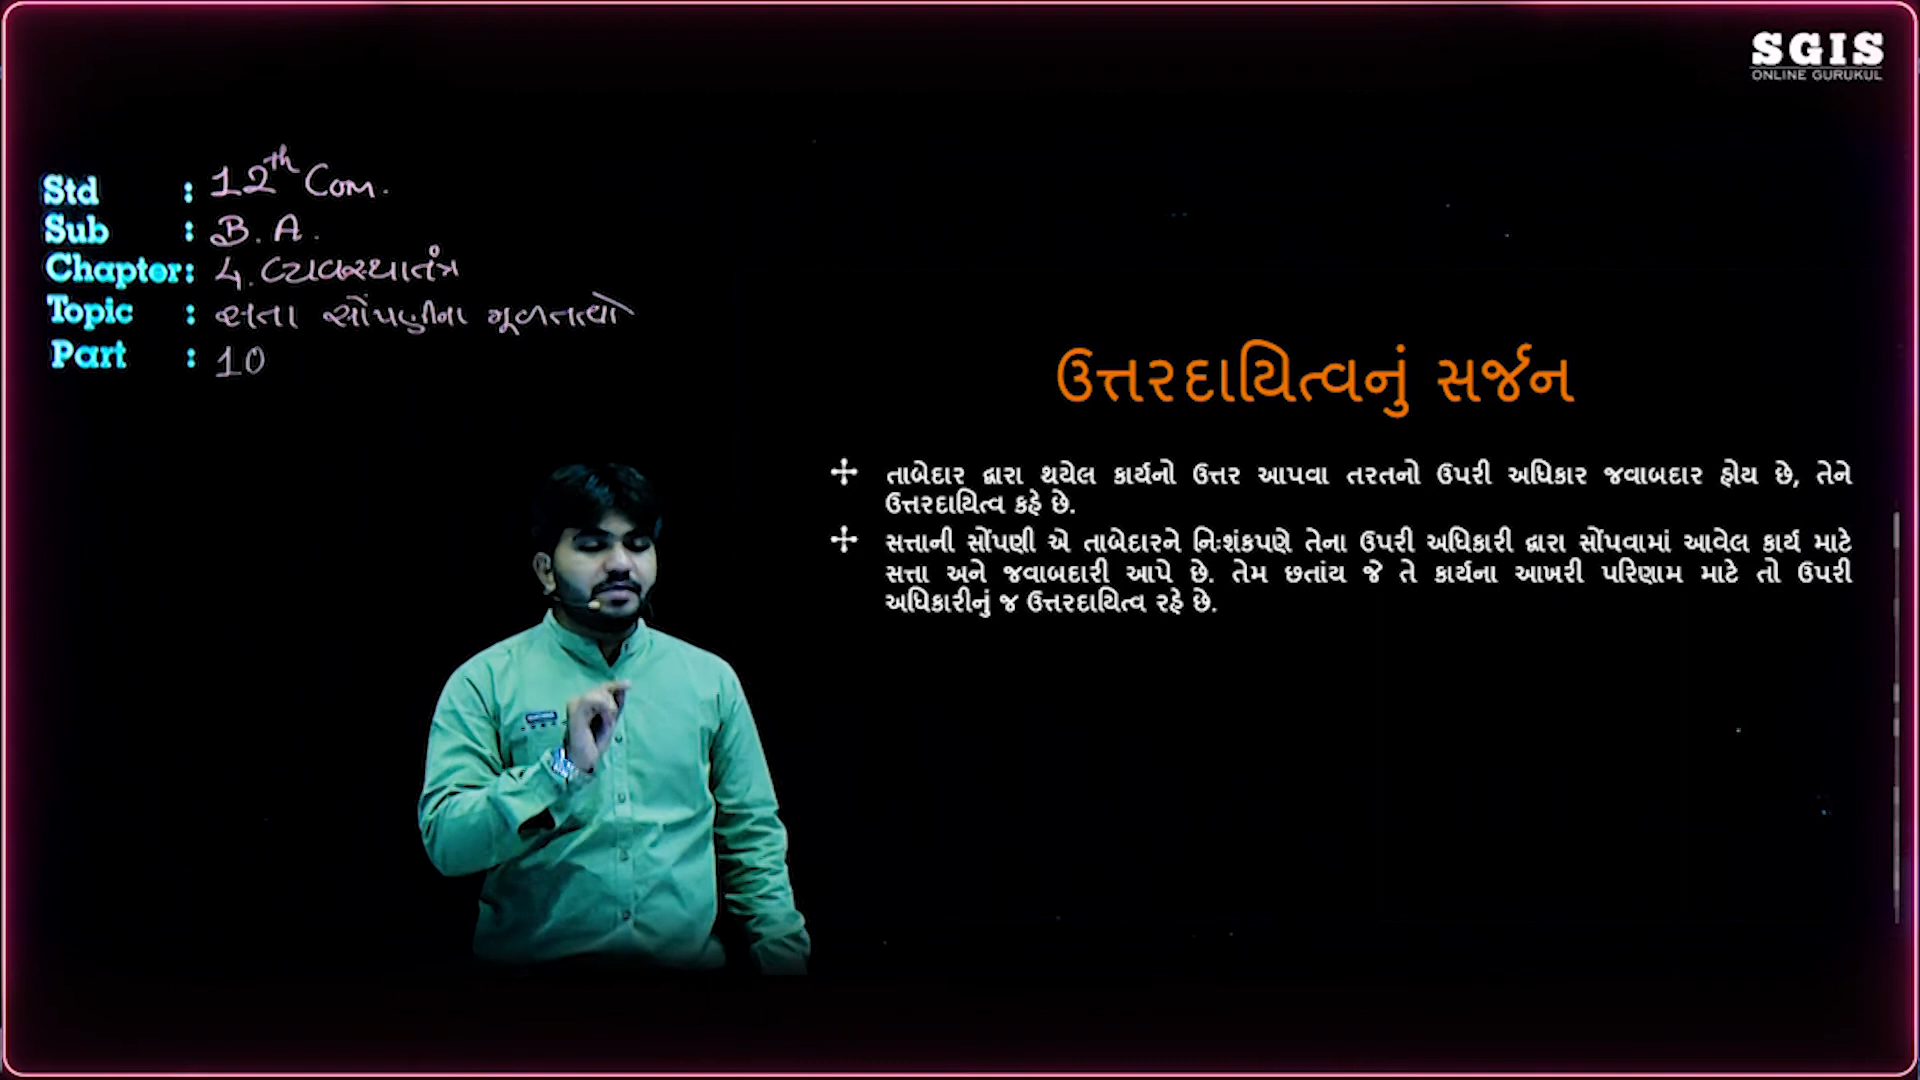 SGIS
ONLINE GURUKUL
Std : 12th Com.
Sub : B. A.
Chapter : 4. વ્યવસ્થાતંત્ર
Topic : સતા સોંપણીના મૂળતત્વો
Part : 10
ઉત્તરદાયિત્વનું સર્જન
તાબેદાર દ્વારા થયેલ કાર્યનો ઉત્તર આપવા તરતનો ઉપરી અધિકાર જવાબદાર હોય છે, તેને
ઉત્તરદાયિત્વ કહે છે.
સત્તાની સોંપણી એ તાબેદારને નિઃશંકપણે તેના ઉપરી અધિકારી દ્વારા સોંપવામાં આવેલ કાર્ય માટે
સત્તા અને જવાબદારી આપે છે. તેમ છતાંય જે તે કાર્યના આખરી પરિણામ માટે તો ઉપરી
અધિકારીનું જ ઉત્તરદાયિત્વ રહે છે.